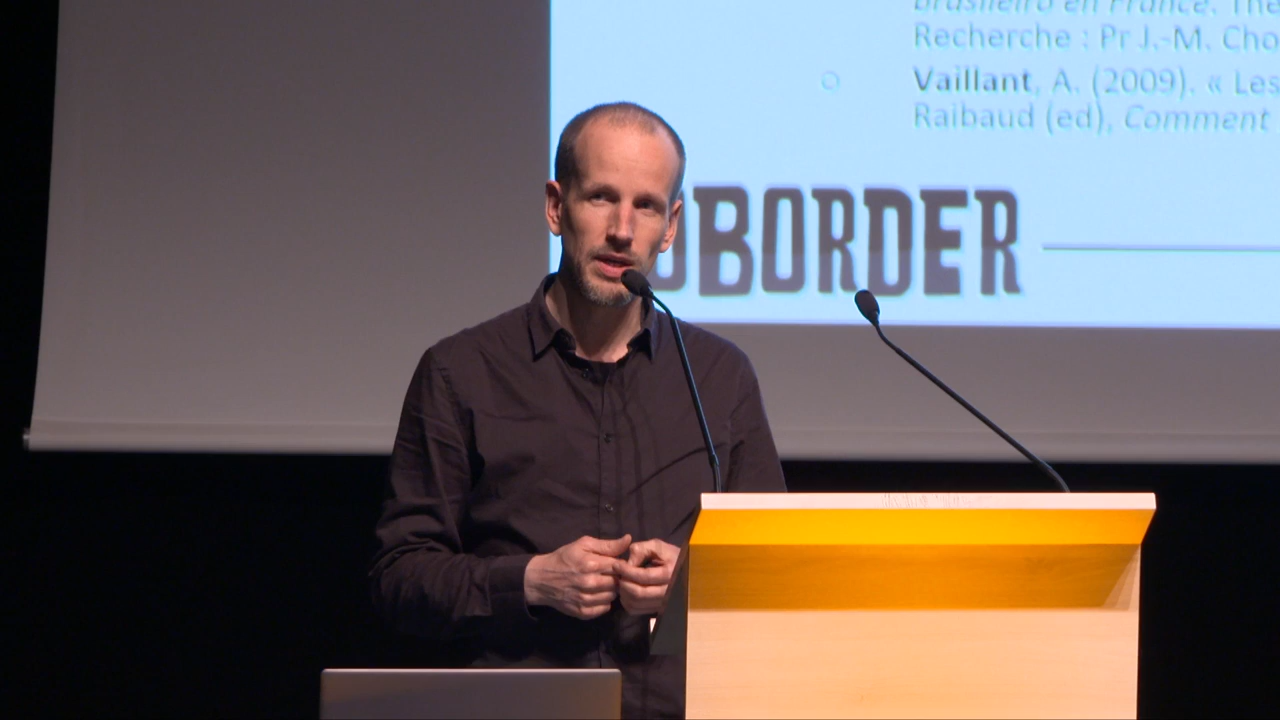 brasileiro en France. The
Recherche : Pr J.-M. Cho
Vaillant, A. (2009). « Les
Raibaud (ed), Comment
OBORDER